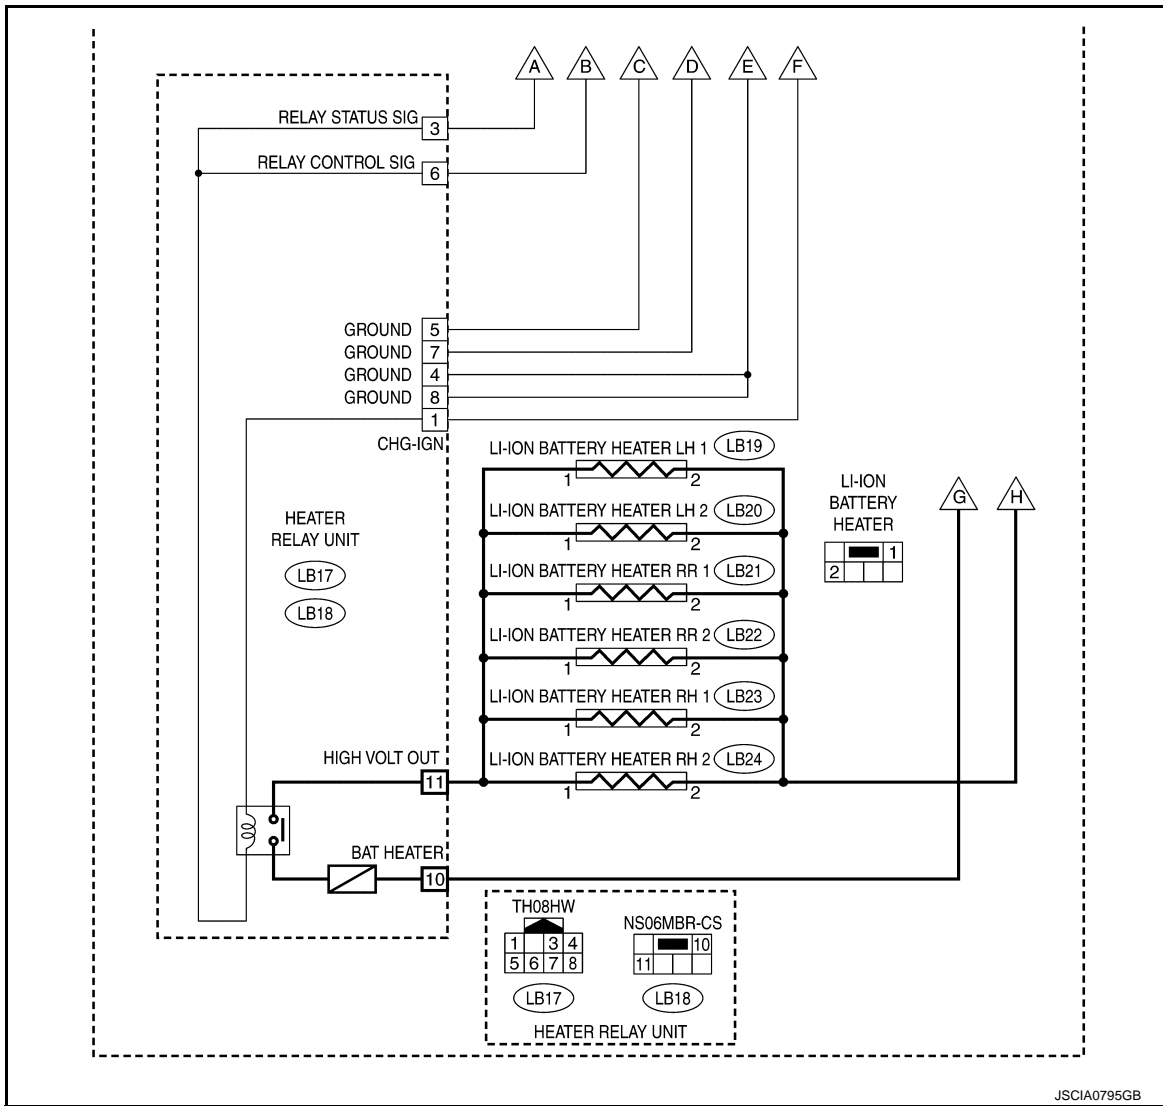 A B C D E F
RELAY STATUS SIG 3
RELAY CONTROL SIG 6
GROUND 5
GROUND 7
GROUND 4
GROUND 8
1
CHG-IGN
LI-ION BATTERY HEATER LH 1 LB19
1 2
LI-ION BATTERY HEATER LH 2 LB20
1 2
LI-ION BATTERY HEATER RR 1 LB21
1 2
LI-ION BATTERY HEATER RR 2 LB22
1 2
LI-ION BATTERY HEATER RH 1 LB23
1 2
LI-ION BATTERY HEATER RH 2 LB24
1 2
LI-ION
BATTERY
HEATER
1
2
G H
HEATER
RELAY UNIT
LB17
LB18
HIGH VOLT OUT
11
BAT HEATER
10
TH08HW
1 3 4
5 6 7 8
LB17
NS06MBR-CS
10
11
LB18
HEATER RELAY UNIT
JSCIA0795GB